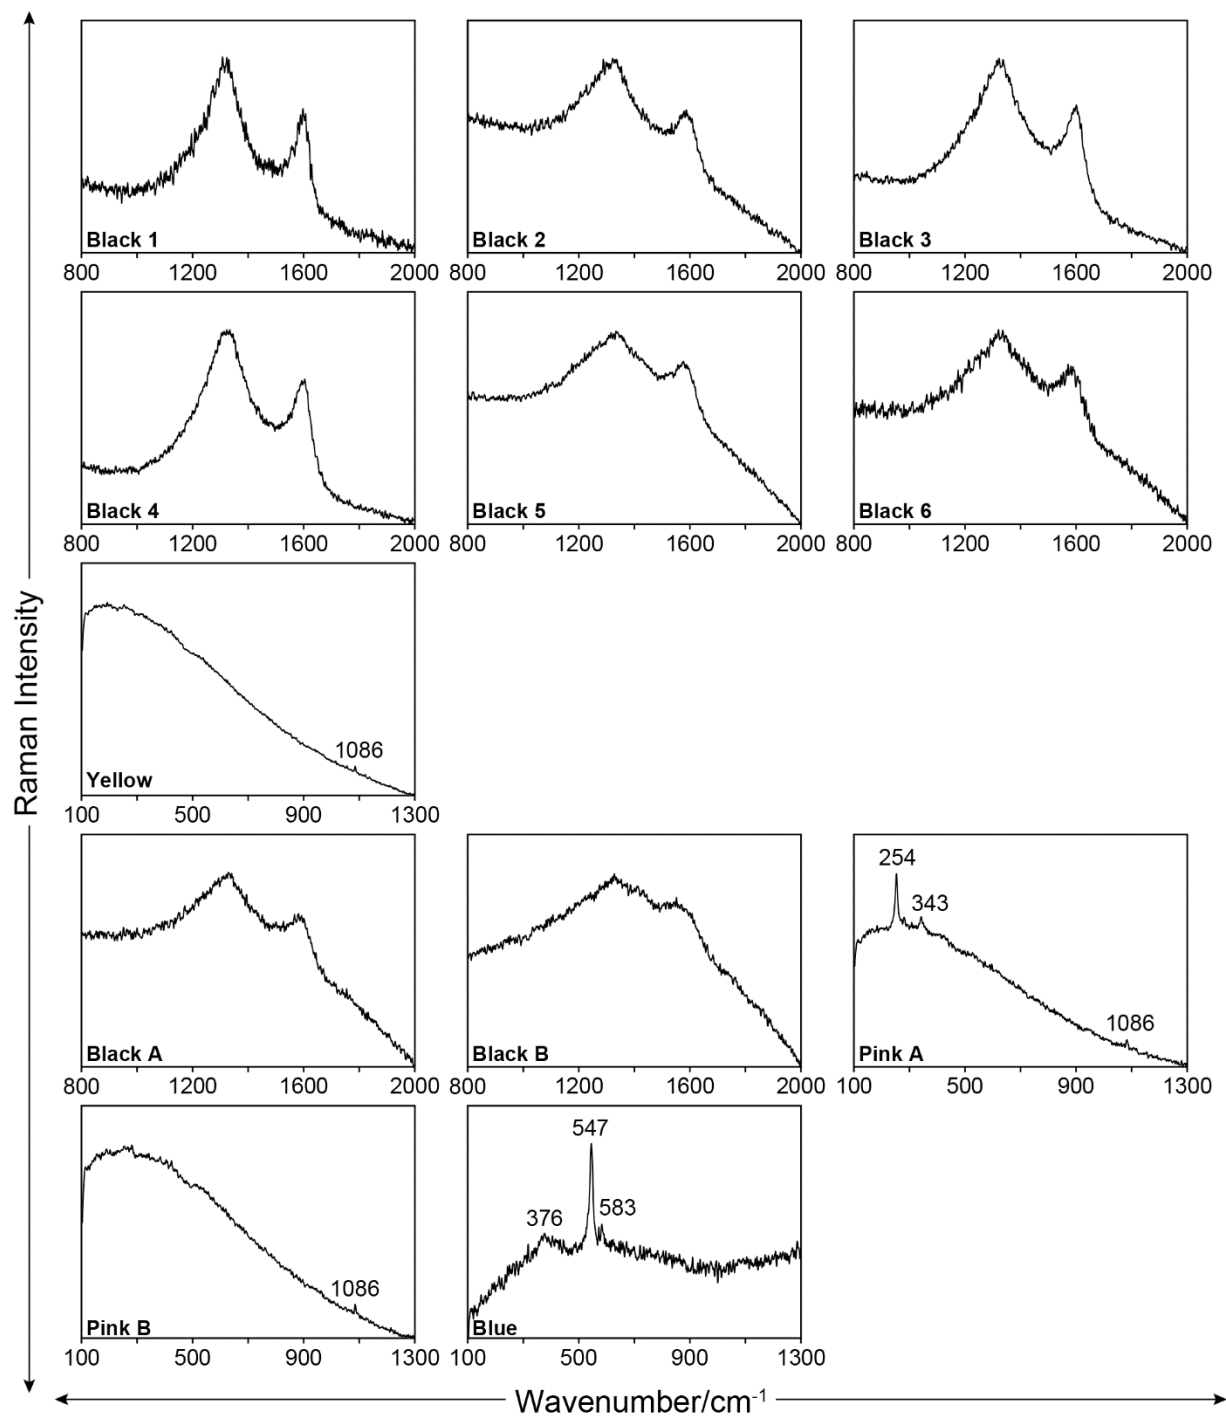 Raman Intensity
Black 1
800 1200 1600 2000
Black 2
800 1200 1600 2000
Black 3
800 1200 1600 2000
Black 4
800 1200 1600 2000
Black 5
800 1200 1600 2000
Black 6
800 1200 1600 2000
1086
Yellow
100 500 900 1300
Black A
800 1200 1600 2000
Black B
800 1200 1600 2000
254
343
1086
Pink A
100 500 900 1300
1086
Pink B
100 500 900 1300
547
583
376
Blue
100 500 900 1300
Wavenumber/cm⁻¹